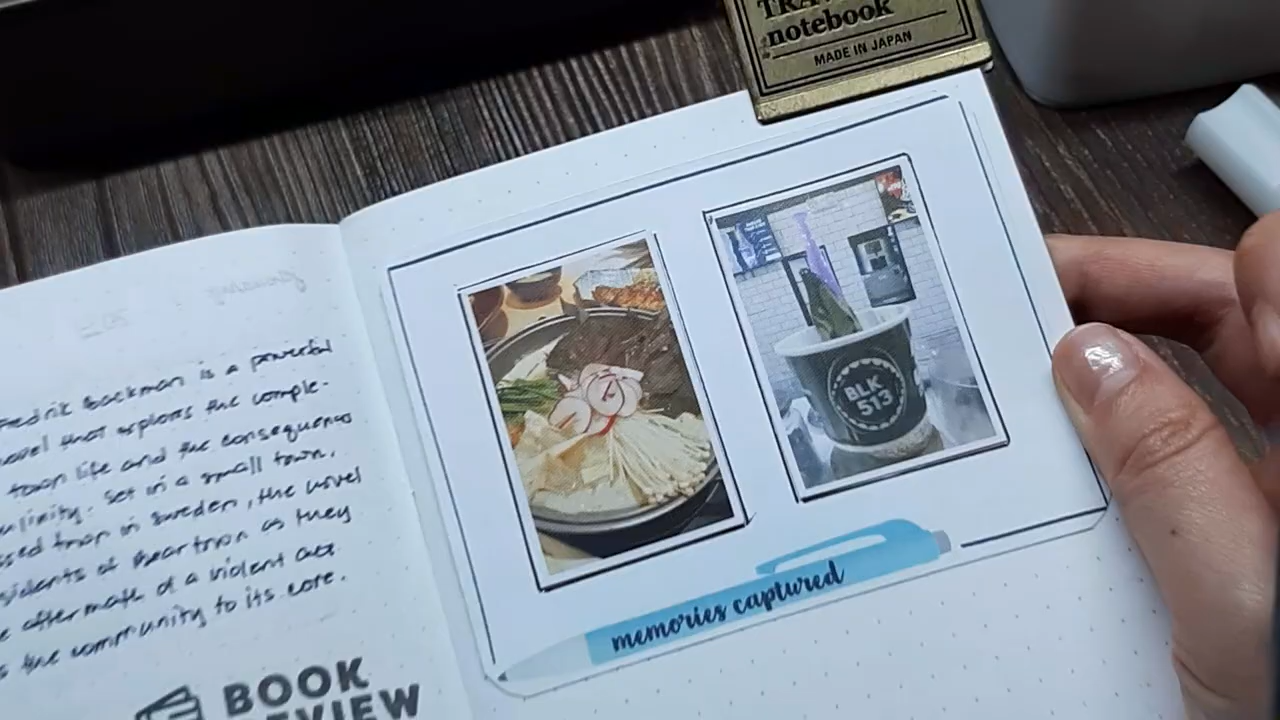 TRA
notebook
MADE IN JAPAN
Fredrik Backman is a powerful
novel that explores the comple-
town life and the consequences
Set in a small town,
in Sweden, the novel
residents of Beartown as they
aftermath of a violent act
the community to its core.
BOOK
REVIEW
BLK
513
memories captured